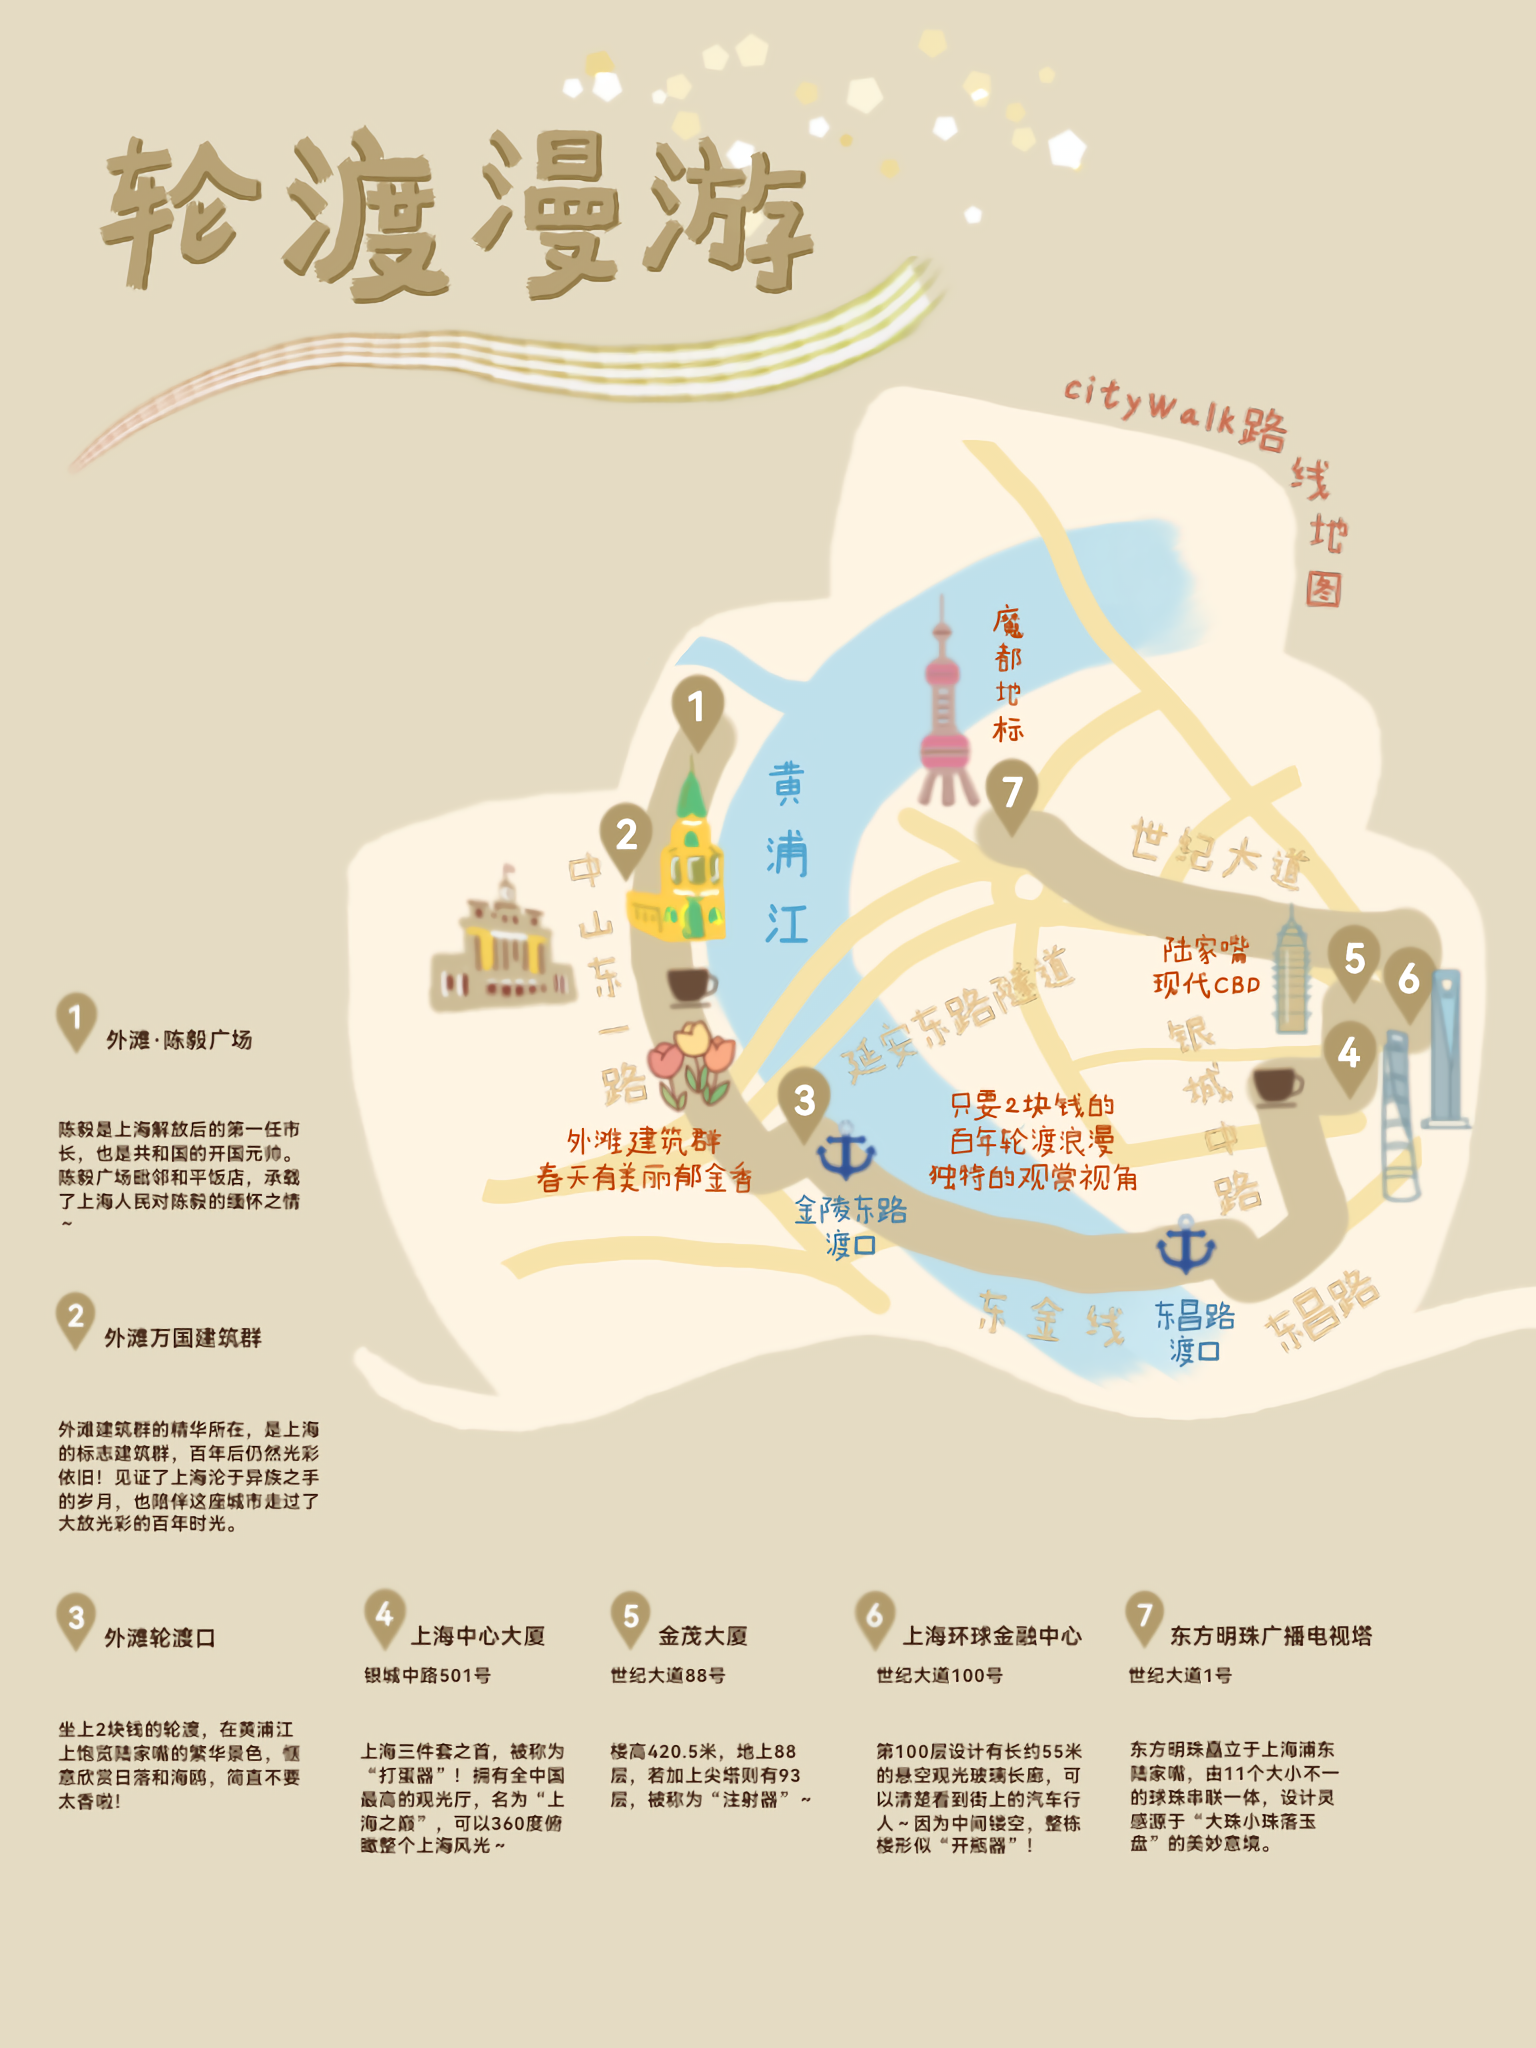 轮渡漫游
cityWalk路线地图
魔都地标
7
1
黄浦江
2
中山东一路
世纪大道
陆家嘴
现代CBD
5
6
4
银城中路
延安东路隧道
3
只要2块钱的
百年轮渡浪漫
独特的观赏视角
外滩建筑群
春天有美丽郁金香
金陵东路
渡口
东金线
东昌路
渡口
东昌路
1
外滩·陈毅广场
陈毅是上海解放后的第一任市
长，也是共和国的开国元帅。
陈毅广场毗邻和平饭店，承载
了上海人民对陈毅的缅怀之情
~
2
外滩万国建筑群
外滩建筑群的精华所在，是上海
的标志建筑群，百年后仍然光彩
依旧！见证了上海沦于异族之手
的岁月，也陪伴这座城市走过了
大放光彩的百年时光。
3
外滩轮渡口
坐上2块钱的轮渡，在黄浦江
上饱览陆家嘴的繁华景色，惬
意欣赏日落和海鸥，简直不要
太香啦！
4
上海中心大厦
银城中路501号
上海三件套之首，被称为
“打蛋器”！拥有全中国
最高的观光厅，名为“上
海之巅”，可以360度俯
瞰整个上海风光~
5
金茂大厦
世纪大道88号
楼高420.5米，地上88
层，若加上尖塔则有93
层，被称为“注射器”~
6
上海环球金融中心
世纪大道100号
第100层设计有长约55米
的悬空观光玻璃长廊，可
以清楚看到街上的汽车行
人~因为中间镂空，整栋
楼形似“开瓶器”！
7
东方明珠广播电视塔
世纪大道1号
东方明珠矗立于上海浦东
陆家嘴，由11个大小不一
的球珠串联一体，设计灵
感源于“大珠小珠落玉
盘”的美妙意境。